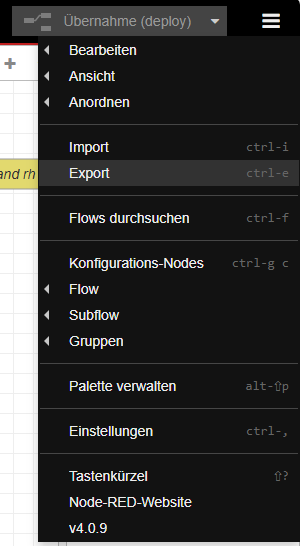 Übernahme (deploy)
Bearbeiten
Ansicht
and rh
Anordnen
Import ctrl-i
Export ctrl-e
Flows durchsuchen ctrl-f
Konfigurations-Nodes ctrl-g c
Flow
Subflow
Gruppen
Palette verwalten alt-⇧p
Einstellungen ctrl-,
Tastenkürzel ⇧?
Node-RED-Website
v4.0.9